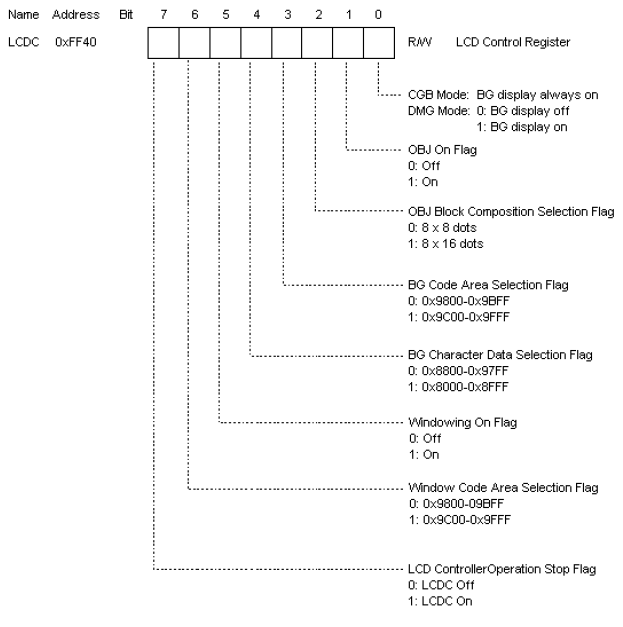 Name Address Bit 7 6 5 4 3 2 1 0
LCDC 0xFF40 R/W LCD Control Register
CGB Mode: BG display always on
DMG Mode: 0: BG display off
1: BG display on
OBJ On Flag
0: Off
1: On
OBJ Block Composition Selection Flag
0: 8 x 8 dots
1: 8 x 16 dots
BG Code Area Selection Flag
0: 0x9800-0x9BFF
1: 0x9C00-0x9FFF
BG Character Data Selection Flag
0: 0x8800-0x97FF
1: 0x8000-0x8FFF
Windowing On Flag
0: Off
1: On
Window Code Area Selection Flag
0: 0x9800-09BFF
1: 0x9C00-0x9FFF
LCD ControllerOperation Stop Flag
0: LCDC Off
1: LCDC On